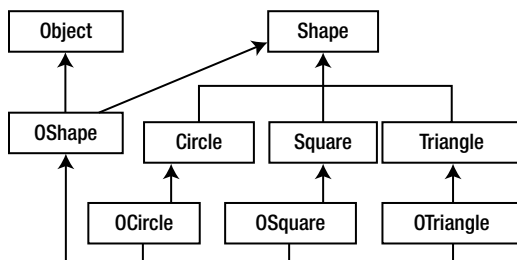 Object
Shape
OShape
Circle
Square
Triangle
OCircle
OSquare
OTriangle